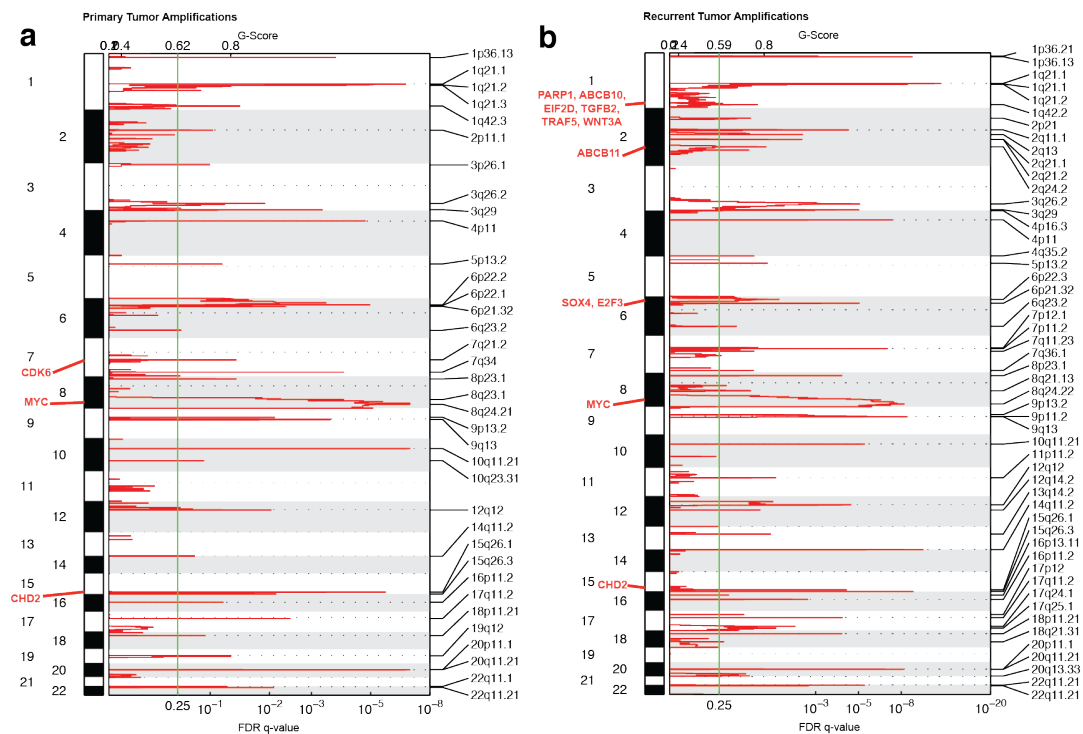 Primary Tumor Amplifications
a
G-Score
0.4
0.62
0.8
1
2
3
4
5
6
7
8
9
10
11
12
13
14
15
16
17
18
19
20
21
22
CDK6
MYC
CHD2
1p36.13
1q21.1
1q21.2
1q21.3
1q42.3
2p11.1
3p26.1
3q26.2
3q29
4p11
5p13.2
6p22.2
6p22.1
6p21.32
6q23.2
7q21.2
7q34
8p23.1
8q23.1
8q24.21
9p13.2
9q13
10q11.21
10q23.31
12q12
14q11.2
15q26.1
15q26.3
16p11.2
17q11.2
18p11.21
19q12
20p11.1
20q11.21
22q11.1
22q11.21
0.25
10−1
10−2
10−3
10−5
10−8
FDR q-value
Recurrent Tumor Amplifications
b
G-Score
0.4
0.59
0.8
1
2
3
4
5
6
7
8
9
10
11
12
13
14
15
16
17
18
19
20
21
22
PARP1, ABCB10,
EIF2D, TGFB2,
TRAF5, WNT3A
ABCB11
SOX4, E2F3
MYC
CHD2
1p36.21
1p36.13
1q21.1
1q21.1
1q21.2
1q42.2
2p21
2q11.1
2q13
2q21.1
2q21.2
2q24.2
3q26.2
3q29
4p16.3
4p11
4q35.2
5p13.2
6p22.3
6p21.32
6q23.2
7p12.1
7p11.2
7q11.23
7q36.1
8p23.1
8q21.13
8q24.22
9p13.2
9p11.2
9q13
10q11.21
11p11.2
12q12
12q14.2
13q14.2
14q11.2
15q26.1
15q26.3
16p13.11
16p11.2
17p12
17q11.2
17q24.1
17q25.1
18p11.21
18q21.31
20p11.1
20q11.21
20q13.33
22q11.21
22q11.21
0.25
10−3
10−5
10−8
10−20
FDR q-value